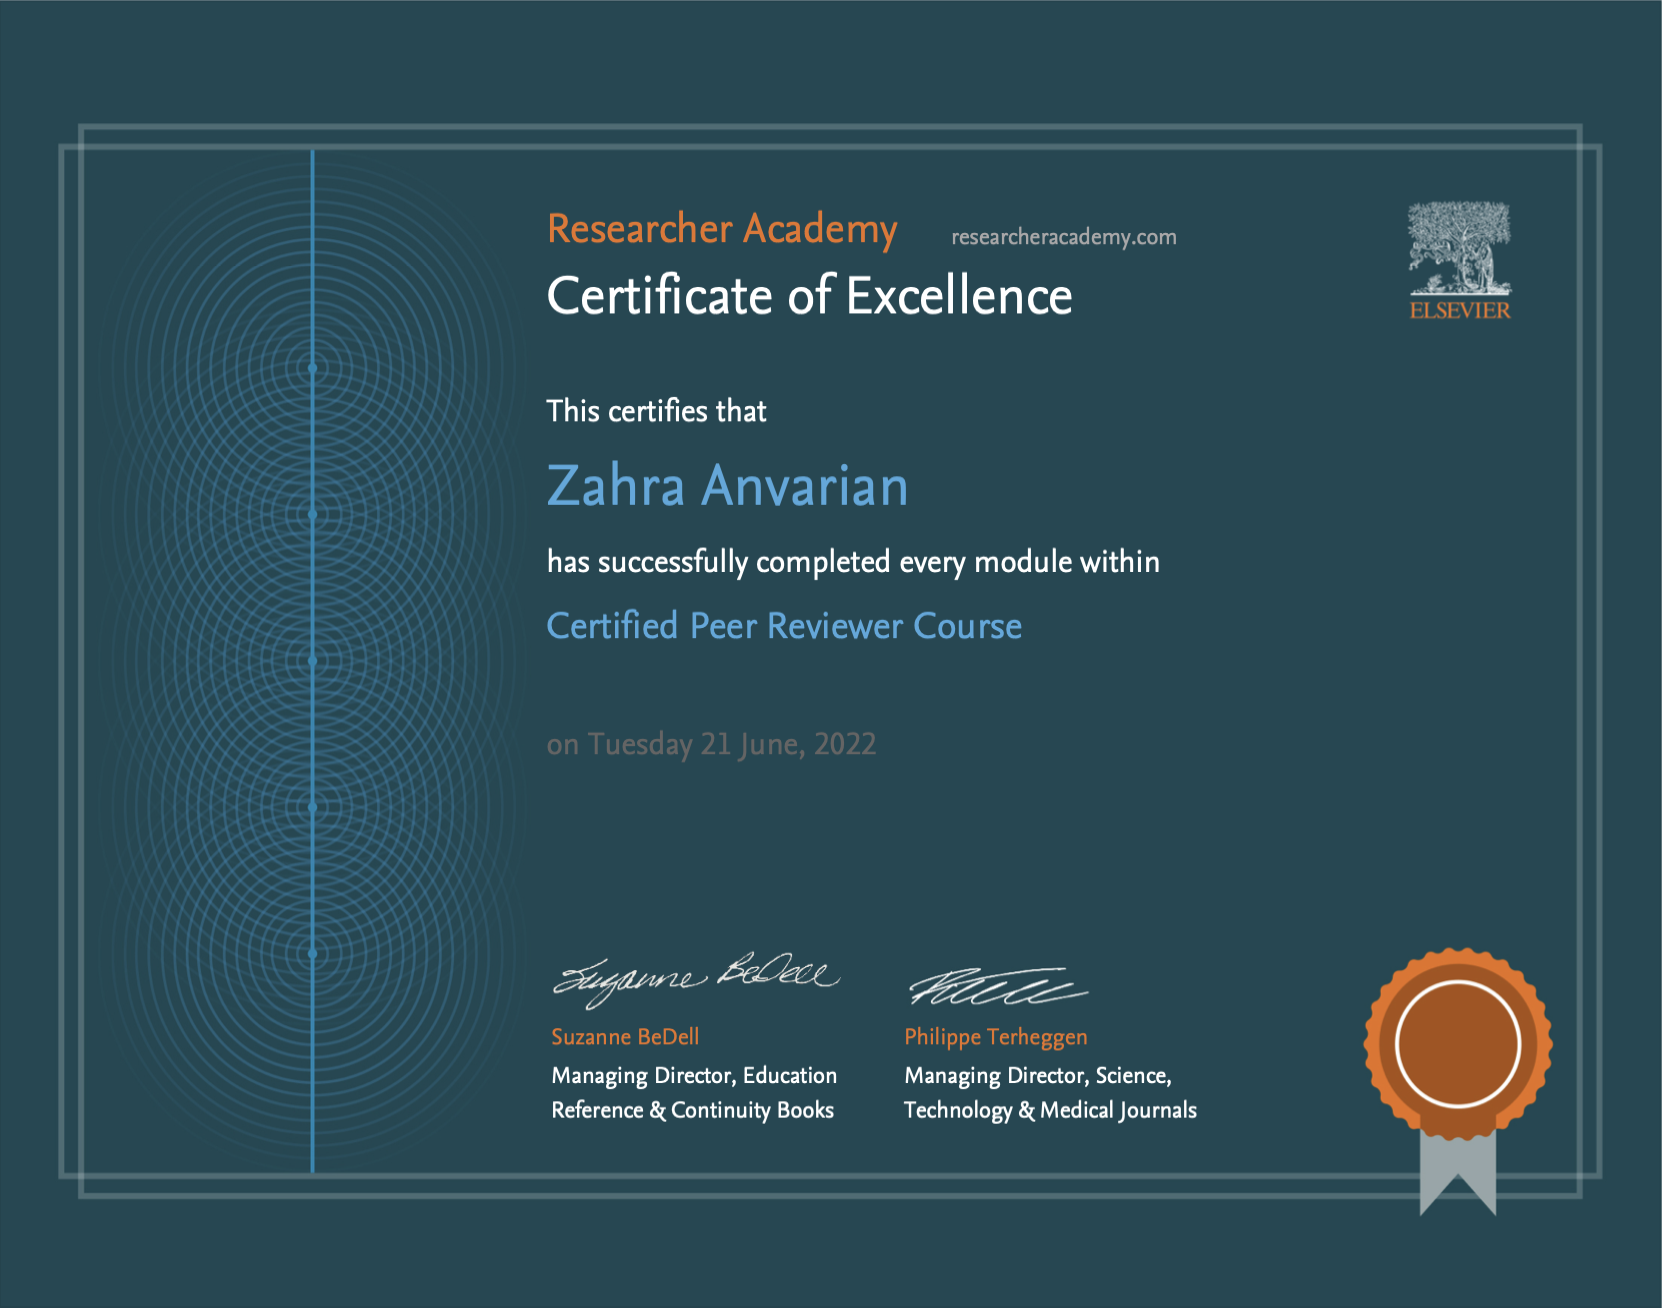 Researcher Academy researcheracademy.com
Certificate of Excellence
ELSEVIER
This certifies that
Zahra Anvarian
has successfully completed every module within
Certified Peer Reviewer Course
on Tuesday 21 June, 2022
Suzanne BeDell
Suzanne BeDell
Managing Director, Education
Reference & Continuity Books
Philippe Terheggen
Managing Director, Science,
Technology & Medical Journals